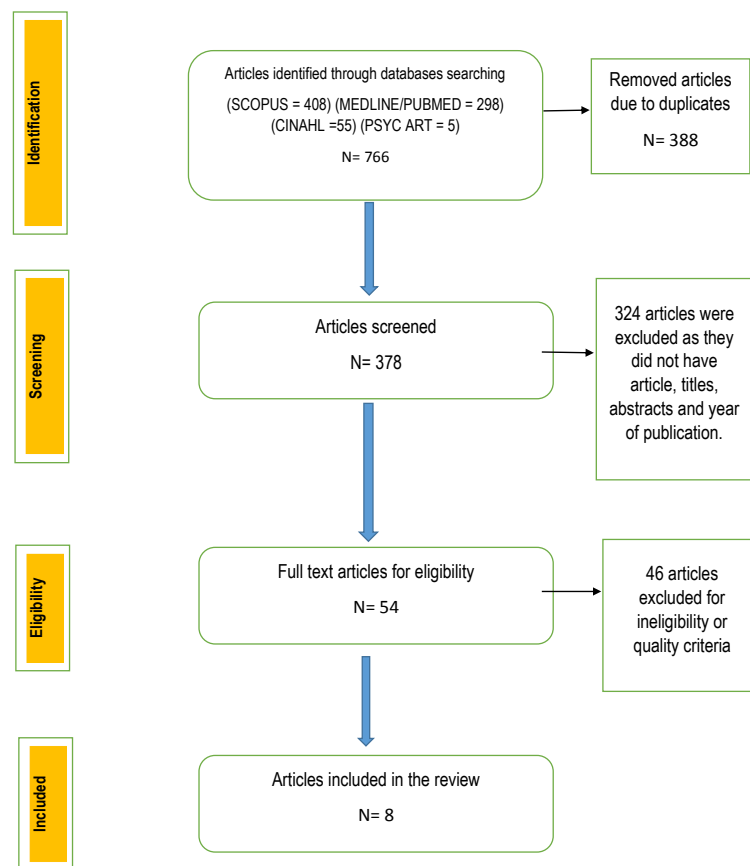 Identification
Articles identified through databases searching
(SCOPUS = 408) (MEDLINE/PUBMED = 298)
(CINAHL =55) (PSYC ART = 5)
N= 766
Removed articles
due to duplicates
N= 388
Screening
Articles screened
N= 378
324 articles were
excluded as they
did not have
article, titles,
abstracts and year
of publication.
Eligibility
Full text articles for eligibility
N= 54
46 articles
excluded for
ineligibility or
quality criteria
Included
Articles included in the review
N= 8